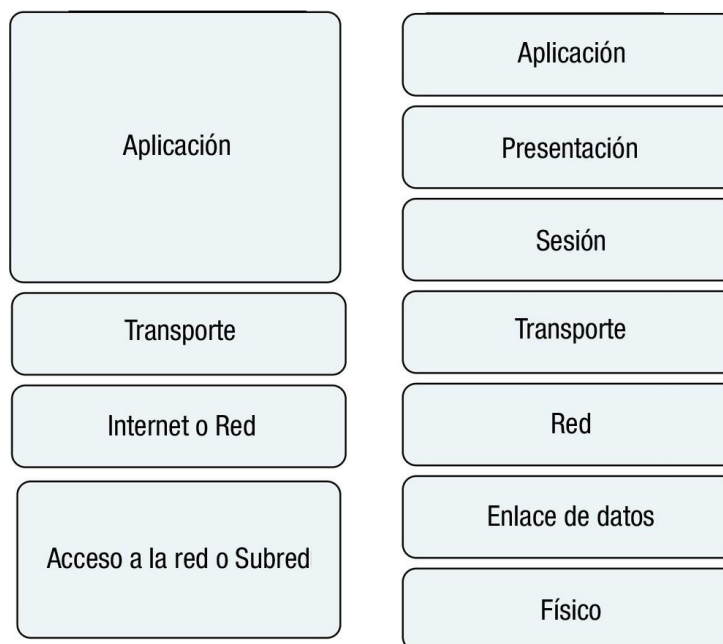 Aplicación
Transporte
Internet o Red
Acceso a la red o Subred
Aplicación
Presentación
Sesión
Transporte
Red
Enlace de datos
Físico